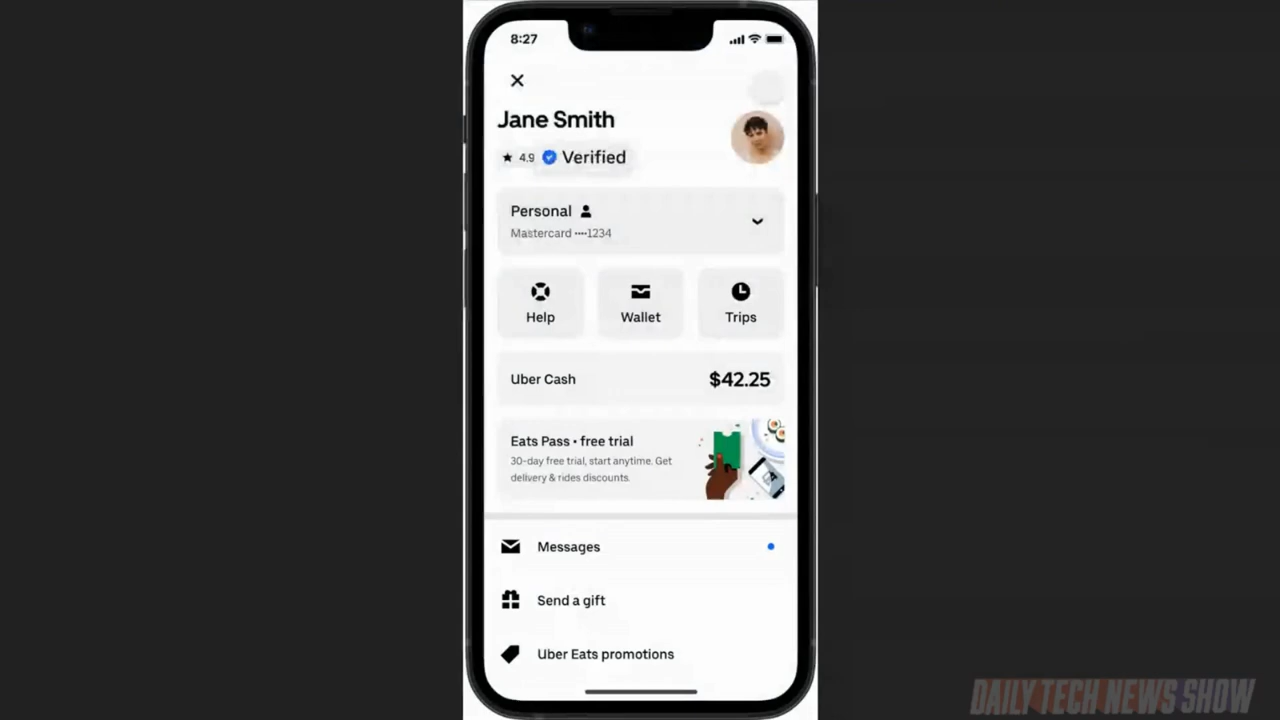 8:27
Jane Smith
4.9 Verified
Personal
Mastercard ····1234
Help Wallet Trips
Uber Cash $42.25
Eats Pass • free trial
30-day free trial, start anytime. Get
delivery & rides discounts.
Messages
Send a gift
Uber Eats promotions
DAILY TECH NEWS SHOW